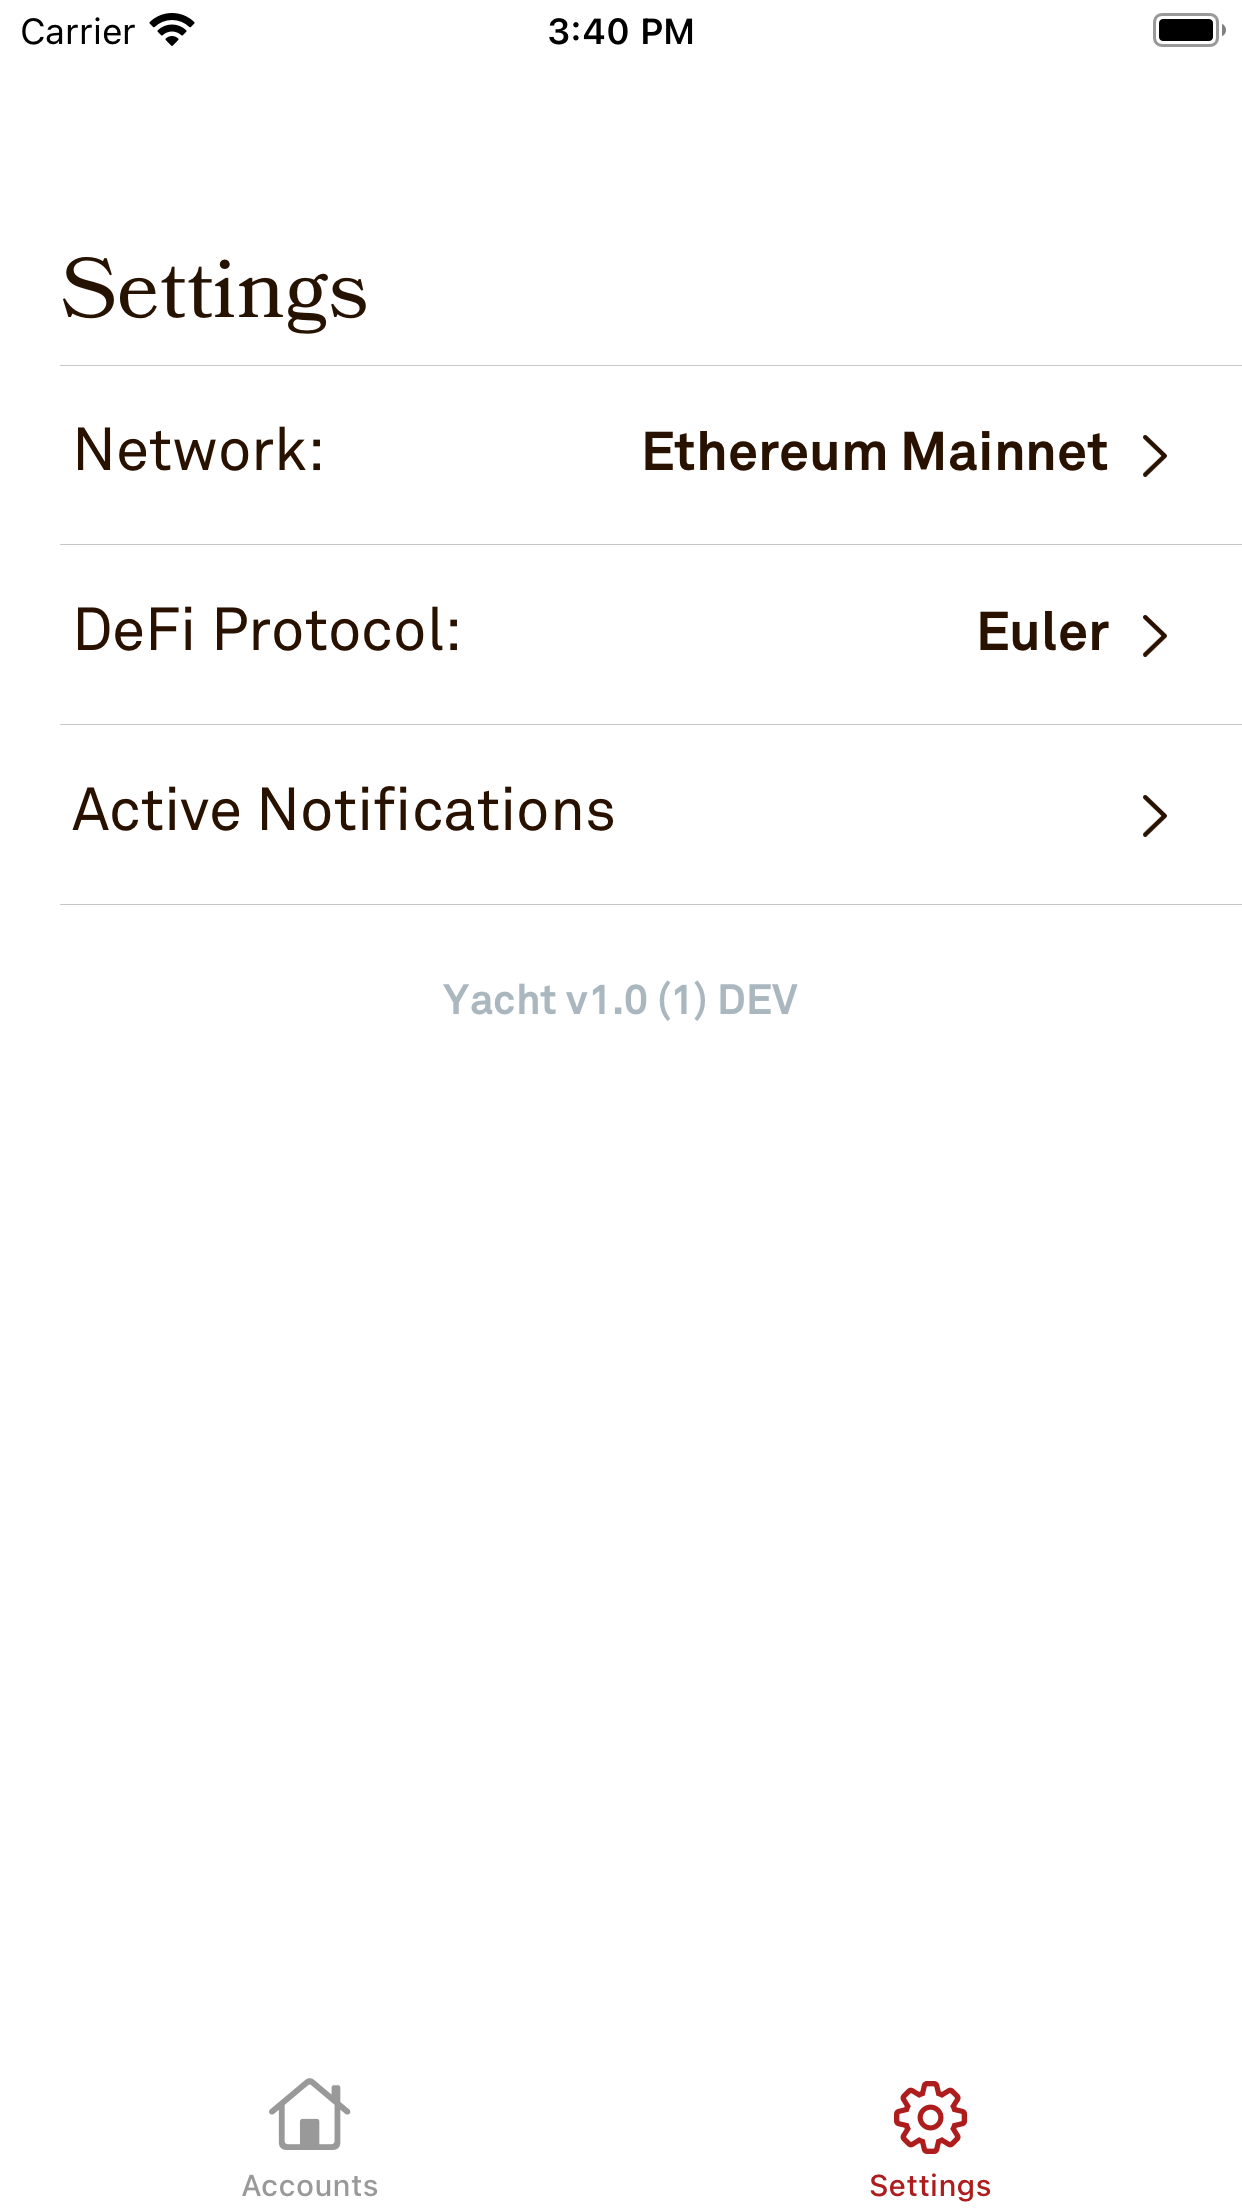 Carrier 3:40 PM
Settings
Network: Ethereum Mainnet
DeFi Protocol: Euler
Active Notifications
Yacht v1.0 (1) DEV
Accounts Settings